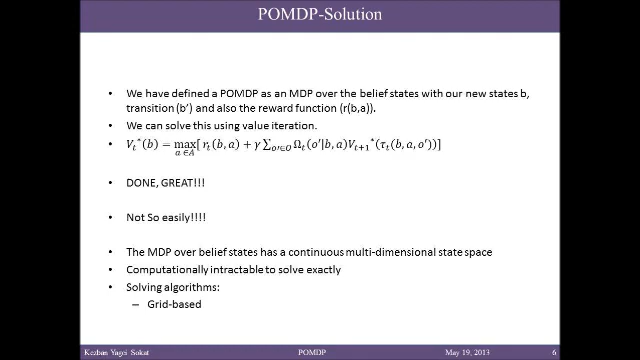 POMDP-Solution
• We have defined a POMDP as an MDP over the belief states with our new states b,
transition (b') and also the reward function (r(b,a)).
• We can solve this using value iteration.
• V_t^*(b) = max_{a∈A} [ r_t(b, a) + γ ∑_{o'∈O} Ω_t(o'|b, a) V_{t+1}^*(τ_t(b, a, o')) ]
• DONE, GREAT!!!
• Not So easily!!!!
• The MDP over belief states has a continuous multi-dimensional state space
• Computationally intractable to solve exactly
• Solving algorithms:
– Grid-based
Kezban Yagci Sokat POMDP May 19, 2013 6